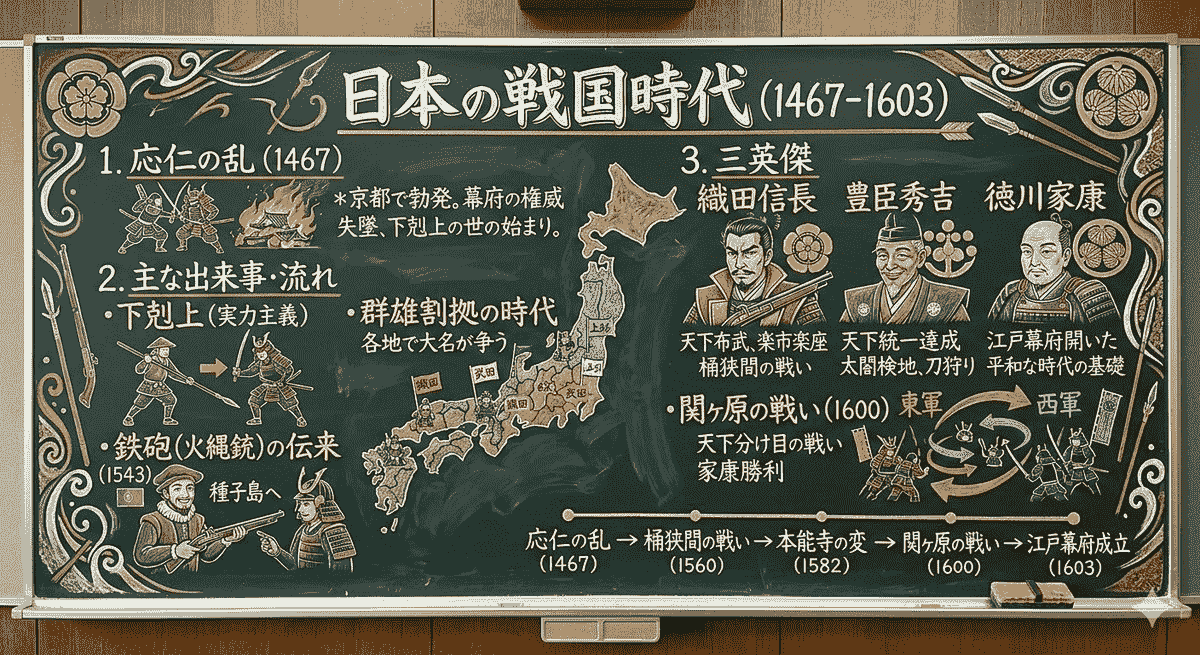 日本の戦国時代 (1467-1603)
1. 応仁の乱 (1467)
*京都で勃発。幕府の権威
失墜、下剋上の世の始まり。
2. 主な出来事・流れ
・下剋上 (実力主義)
・鉄砲(火縄銃)の伝来
(1543)
種子島へ
・群雄割拠の時代
各地で大名が争う
織田
武田
織田
武田
3. 三英傑
織田信長
天下布武、楽市楽座
桶狭間の戦い
豊臣秀吉
天下統一達成
太閤検地、刀狩り
徳川家康
江戸幕府開いた
平和な時代の基礎
・関ヶ原の戦い(1600)
天下分け目の戦い
家康勝利
東軍
西軍
応仁の乱 → 桶狭間の戦い → 本能寺の変 → 関ヶ原の戦い → 江戸幕府成立
(1467) (1560) (1582) (1600) (1603)